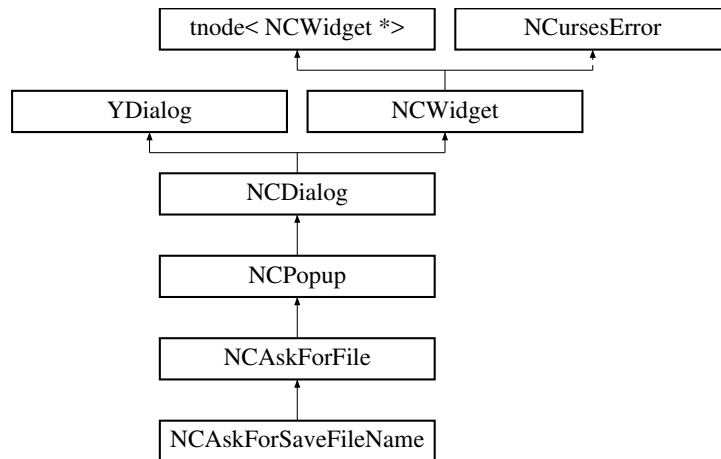 tnode< NCWidget *>
NCursesError
YDialog
NCWidget
NCDialog
NCPopup
NCAskForFile
NCAskForSaveFileName